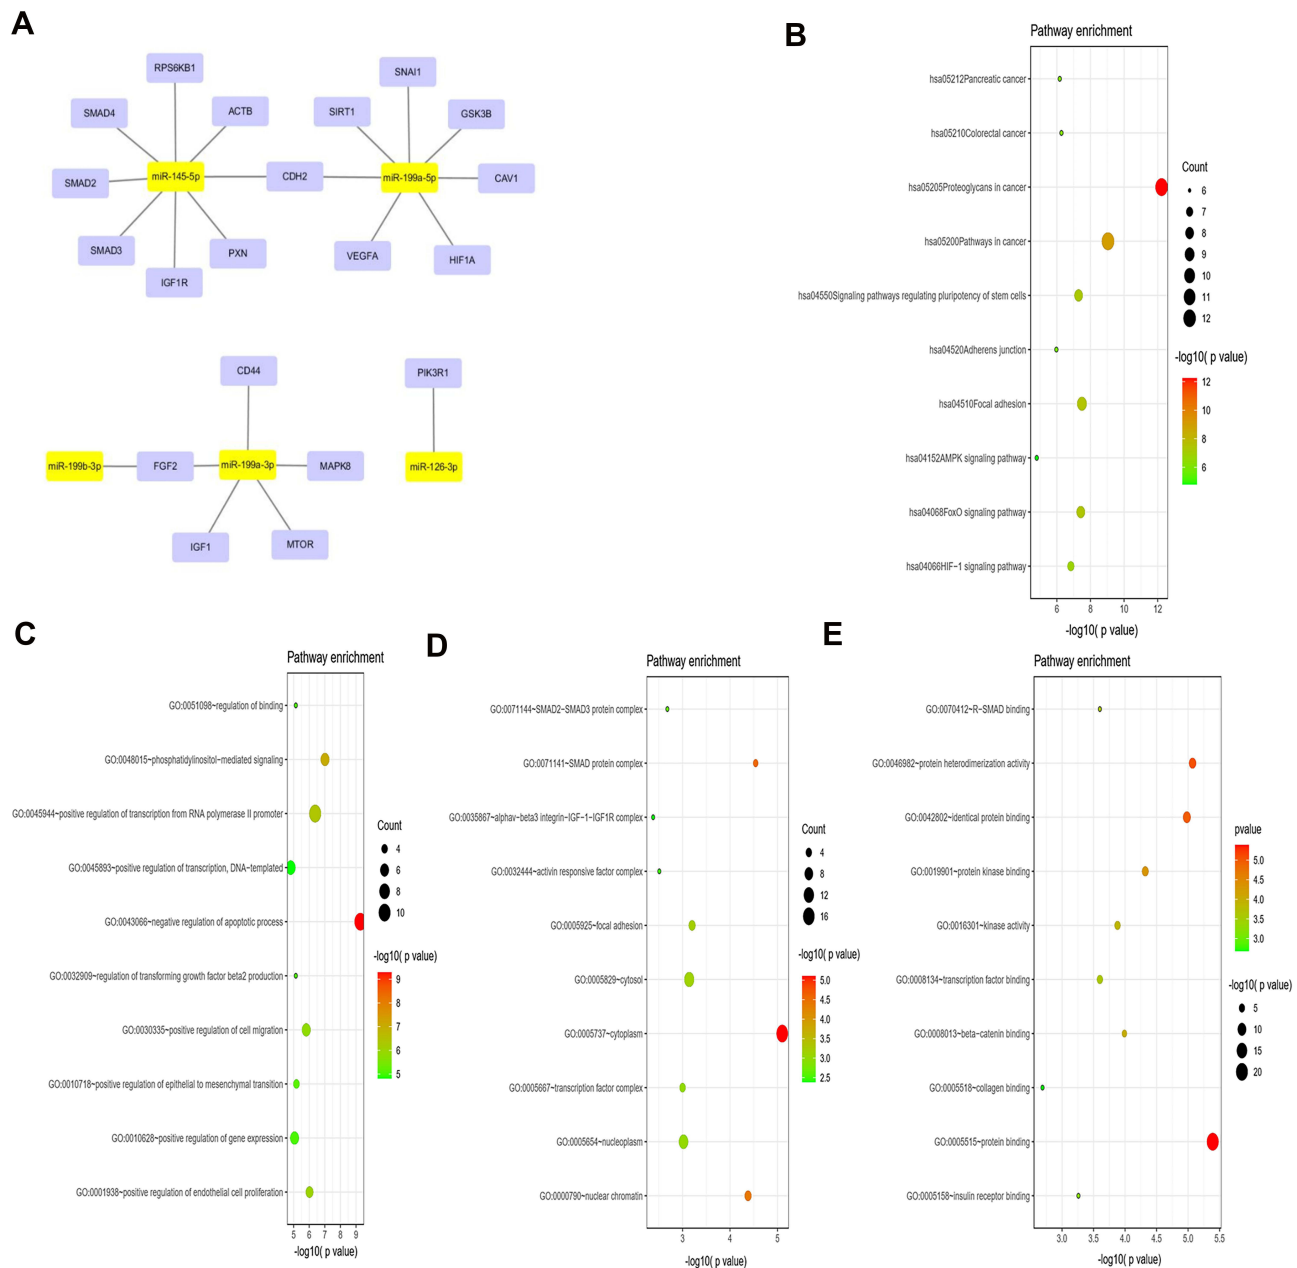 A
RPS6KB1
SMAD4
ACTB
SMAD2
miR-145-5p
SMAD3
PXN
IGF1R
CDH2
SNAI1
SIRT1
GSK3B
miR-199a-5p
CAV1
VEGFA
HIF1A
CD44
PIK3R1
miR-199b-3p
FGF2
miR-199a-3p
MAPK8
miR-126-3p
IGF1
MTOR
B
Pathway enrichment
hsa05212Pancreatic cancer
hsa05210Colorectal cancer
hsa05205Proteoglycans in cancer
hsa05200Pathways in cancer
hsa04550Signaling pathways regulating pluripotency of stem cells
hsa04520Adherens junction
hsa04510Focal adhesion
hsa04152AMPK signaling pathway
hsa04068FoxO signaling pathway
hsa04066HIF-1 signaling pathway
6 8 10 12
-log10( p value)
Count
6
7
8
9
10
11
12
-log10( p value)
12
10
8
6
C
Pathway enrichment
GO:0051098~regulation of binding
GO:0048015~phosphatidylinositol-mediated signaling
GO:0045944~positive regulation of transcription from RNA polymerase II promoter
GO:0045893~positive regulation of transcription, DNA-templated
GO:0043066~negative regulation of apoptotic process
GO:0032909~regulation of transforming growth factor beta2 production
GO:0030335~positive regulation of cell migration
GO:0010718~positive regulation of epithelial to mesenchymal transition
GO:0010628~positive regulation of gene expression
GO:0001938~positive regulation of endothelial cell proliferation
5 6 7 8 9
-log10( p value)
Count
4
6
8
10
-log10( p value)
9
8
7
6
5
D
Pathway enrichment
GO:0071144~SMAD2-SMAD3 protein complex
GO:0071141~SMAD protein complex
GO:0035867~alphav-beta3 integrin-IGF-1-IGF1R complex
GO:0032444~activin responsive factor complex
GO:0005925~focal adhesion
GO:0005829~cytosol
GO:0005737~cytoplasm
GO:0005667~transcription factor complex
GO:0005654~nucleoplasm
GO:0000790~nuclear chromatin
3 4 5
-log10( p value)
Count
4
8
12
16
-log10( p value)
5.0
4.5
4.0
3.5
3.0
2.5
E
Pathway enrichment
GO:0070412~R-SMAD binding
GO:0046982~protein heterodimerization activity
GO:0042802~identical protein binding
GO:0019901~protein kinase binding
GO:0016301~kinase activity
GO:0008134~transcription factor binding
GO:0008013~beta-catenin binding
GO:0005518~collagen binding
GO:0005515~protein binding
GO:0005158~insulin receptor binding
3.0 3.5 4.0 4.5 5.0 5.5
-log10( p value)
pvalue
5.0
4.5
4.0
3.5
3.0
-log10( p value)
5
10
15
20